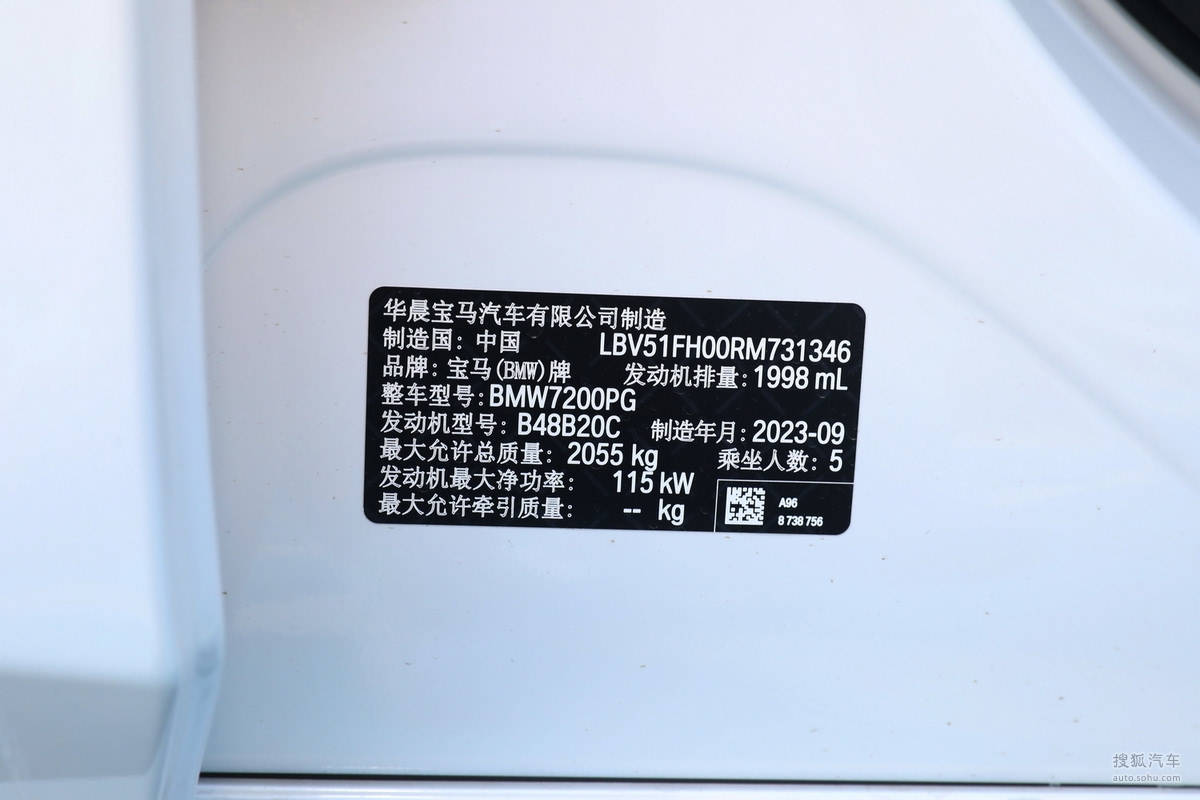 华晨宝马汽车有限公司制造
制造国：中国 LBV51FH00RM731346
品牌：宝马(BMW)牌 发动机排量：1998 mL
整车型号：BMW7200PG
发动机型号：B48B20C 制造年月：2023-09
最大允许总质量：2055 kg 乘坐人数：5
发动机最大净功率：115 kW
最大允许牵引质量：-- kg
A96
8 738 756
搜狐汽车
auto.sohu.com